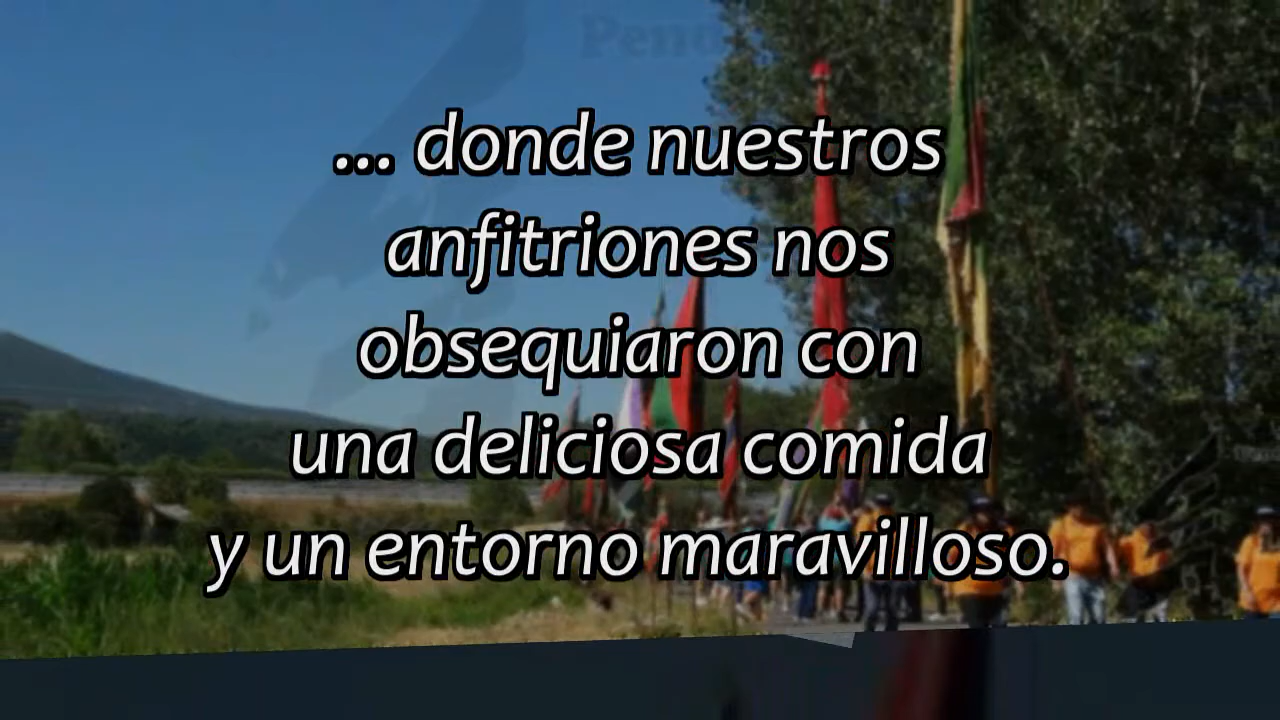 ... donde nuestros
anfitriones nos
obsequiaron con
una deliciosa comida
y un entorno maravilloso.